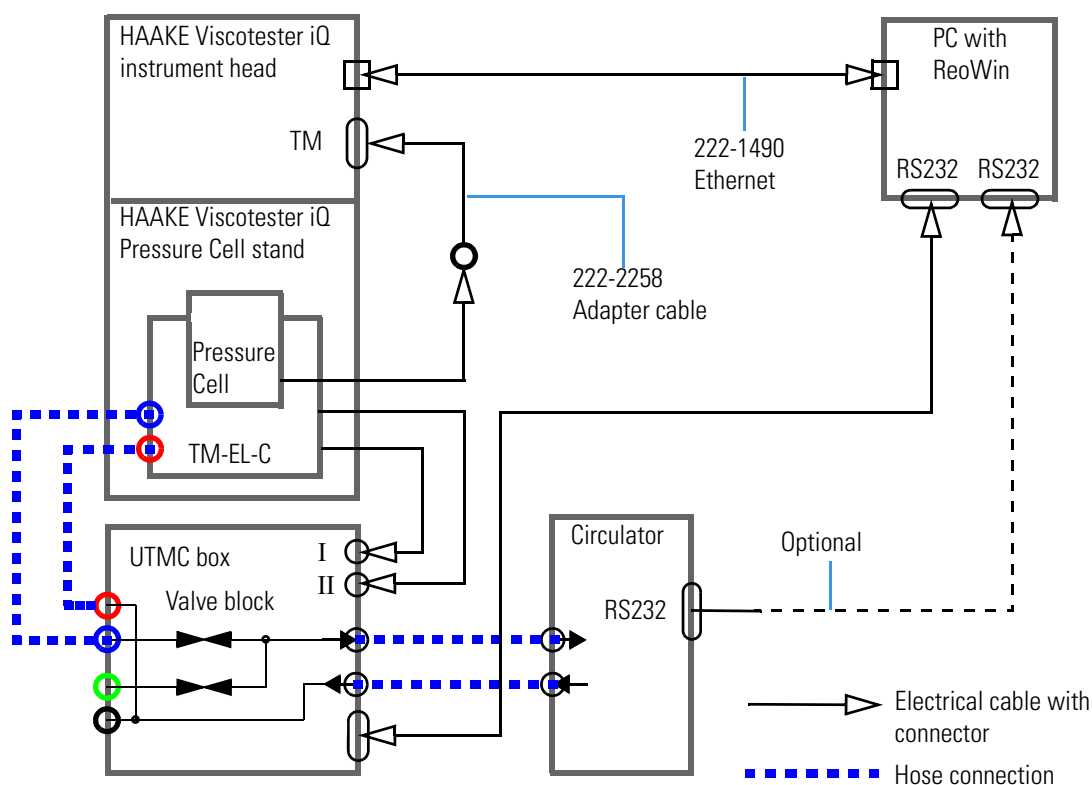 HAAKE Viscotester iQ
instrument head
PC with
ReoWin
TM
222-1490
Ethernet
RS232
RS232
HAAKE Viscotester iQ
Pressure Cell stand
222-2258
Adapter cable
Pressure
Cell
TM-EL-C
UTMC box
I
II
Valve block
Circulator
RS232
Optional
Electrical cable with
connector
Hose connection